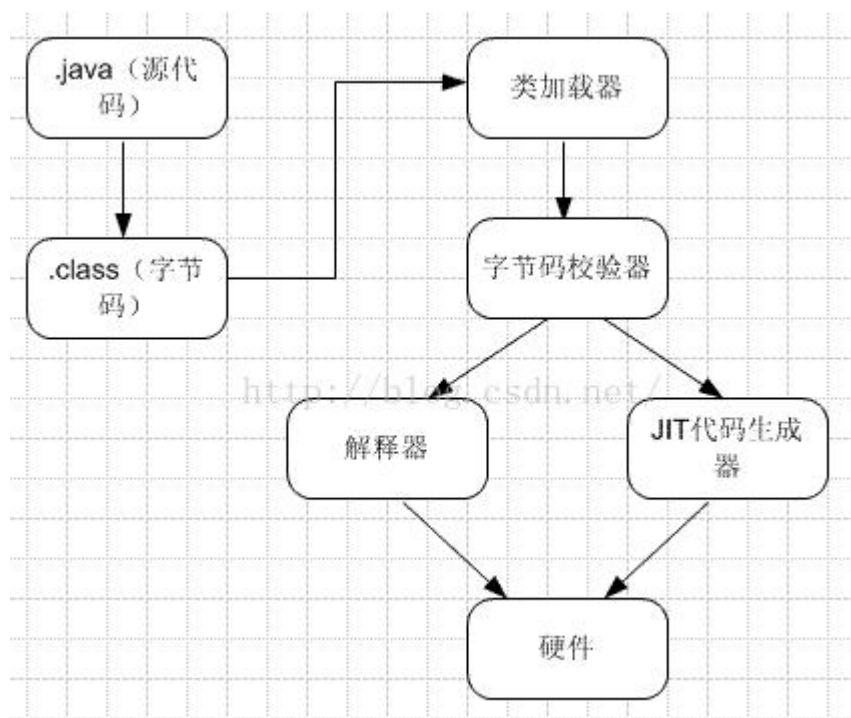 .java（源代
码）
类加载器
.class（字节
码）
字节码校验器
http://blog.csdn.net/
解释器
JIT代码生成
器
硬件